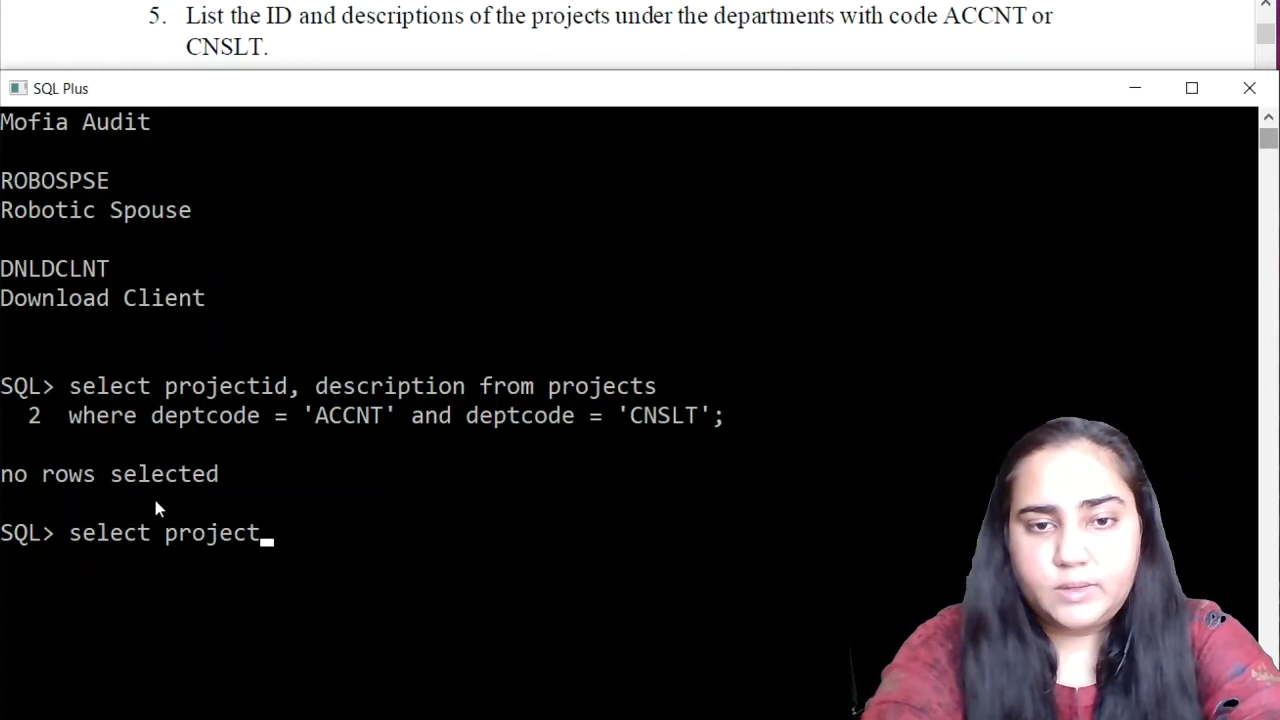 5. List the ID and descriptions of the projects under the departments with code ACCNT or
CNSLT.
SQL Plus
Mofia Audit
ROBOSPSE
Robotic Spouse
DNLDCLNT
Download Client
SQL> select projectid, description from projects
2 where deptcode = 'ACCNT' and deptcode = 'CNSLT';
no rows selected
SQL> select project